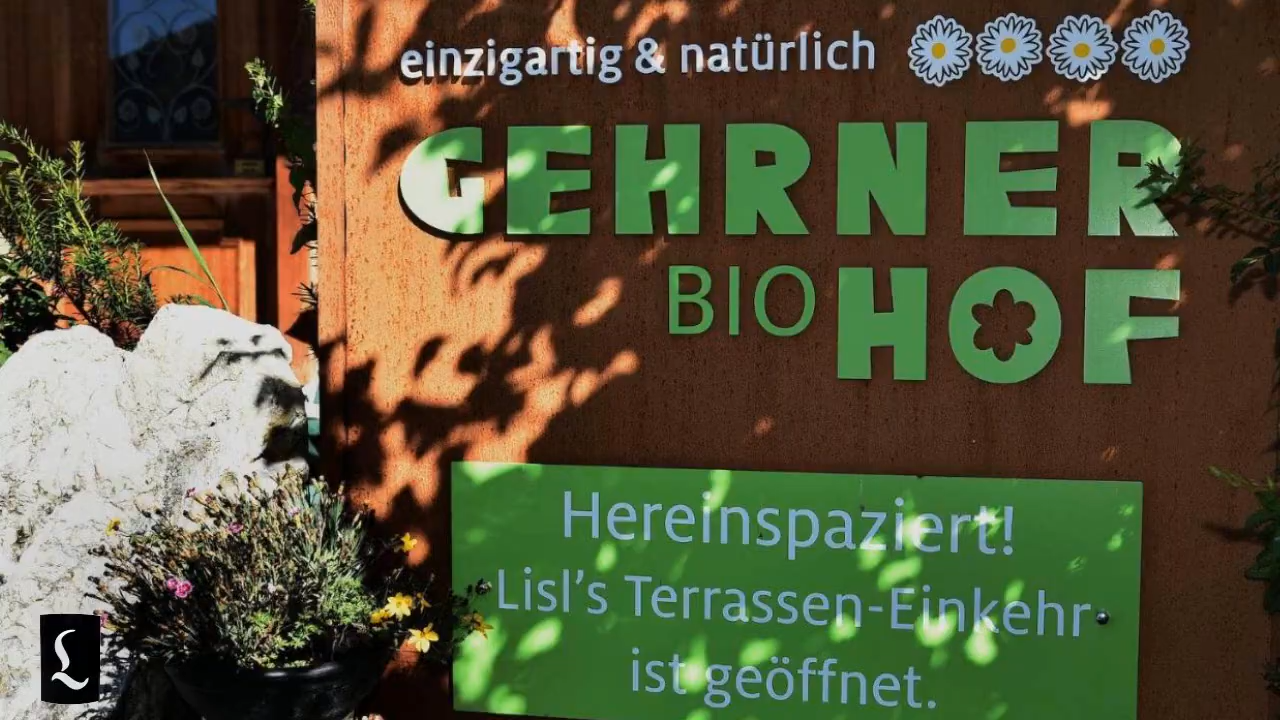 einzigartig & natürlich
GEHRNER
BIO HOF
Hereinspaziert!
Lisl's Terrassen-Einkehr
ist geöffnet.
L